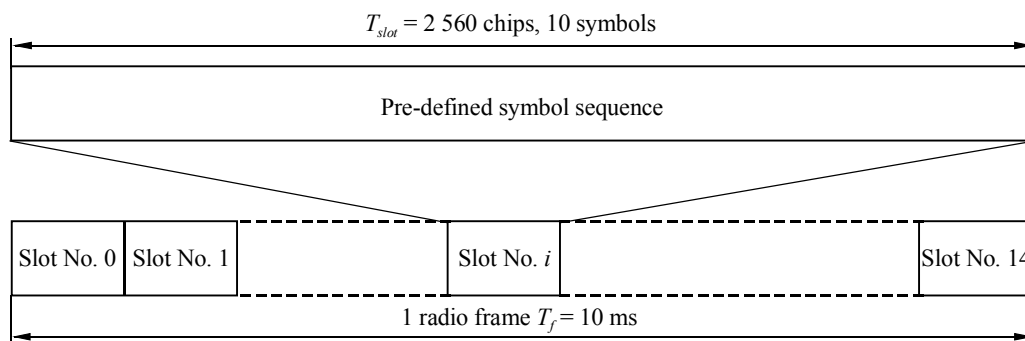 T_slot = 2 560 chips, 10 symbols
Pre-defined symbol sequence
Slot No. 0 Slot No. 1 Slot No. i Slot No. 14
1 radio frame T_f = 10 ms